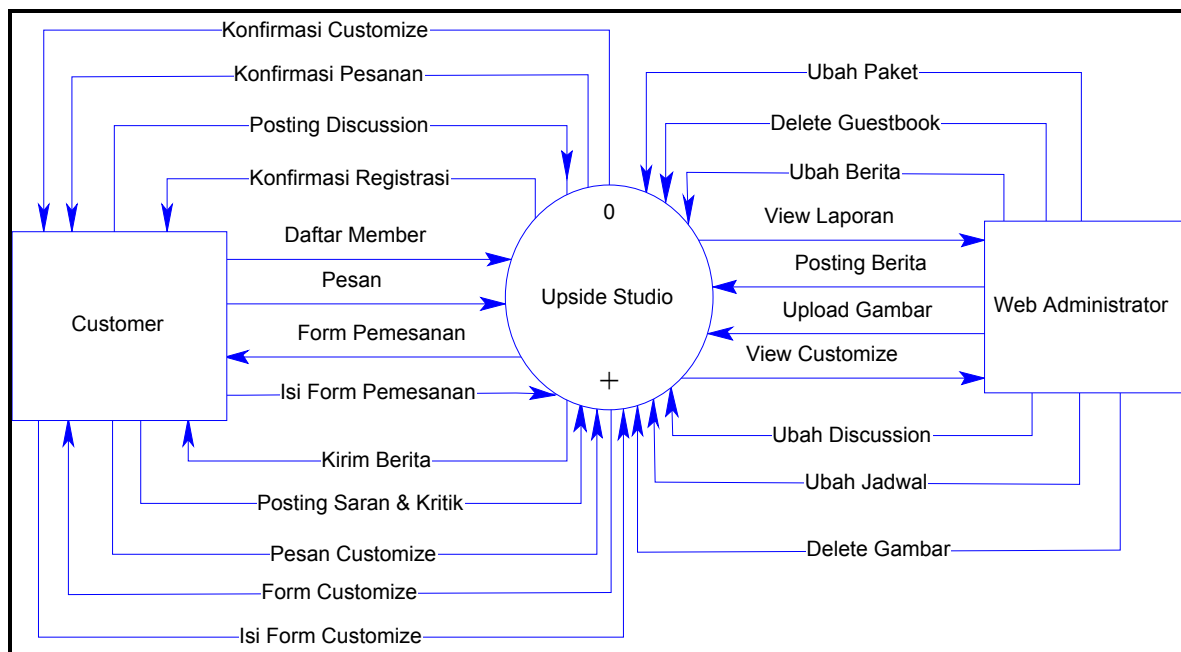 Konfirmasi Customize
Konfirmasi Pesanan
Posting Discussion
Konfirmasi Registrasi
Daftar Member
Pesan
Customer
Form Pemesanan
Isi Form Pemesanan
Kirim Berita
Posting Saran & Kritik
Pesan Customize
Form Customize
Isi Form Customize
0
Upside Studio
+
Ubah Paket
Delete Guestbook
Ubah Berita
View Laporan
Posting Berita
Web Administrator
Upload Gambar
View Customize
Ubah Discussion
Ubah Jadwal
Delete Gambar